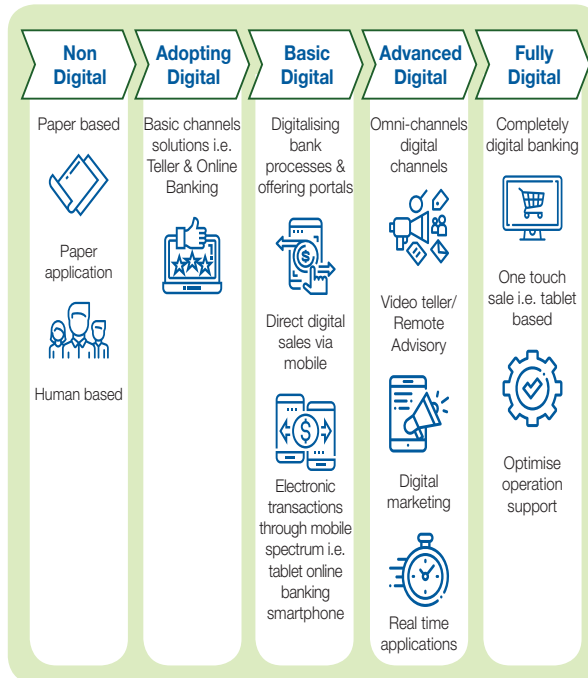 Non
Digital
Paper based
Paper
application
Human based
Adopting
Digital
Basic channels
solutions i.e.
Teller & Online
Banking
Basic
Digital
Digitalising
bank
processes &
offering portals
Direct digital
sales via
mobile
Electronic
transactions
through mobile
spectrum i.e.
tablet online
banking
smartphone
Advanced
Digital
Omni-channels
digital
channels
Video teller/
Remote
Advisory
Digital
marketing
Real time
applications
Fully
Digital
Completely
digital banking
One touch
sale i.e. tablet
based
Optimise
operation
support